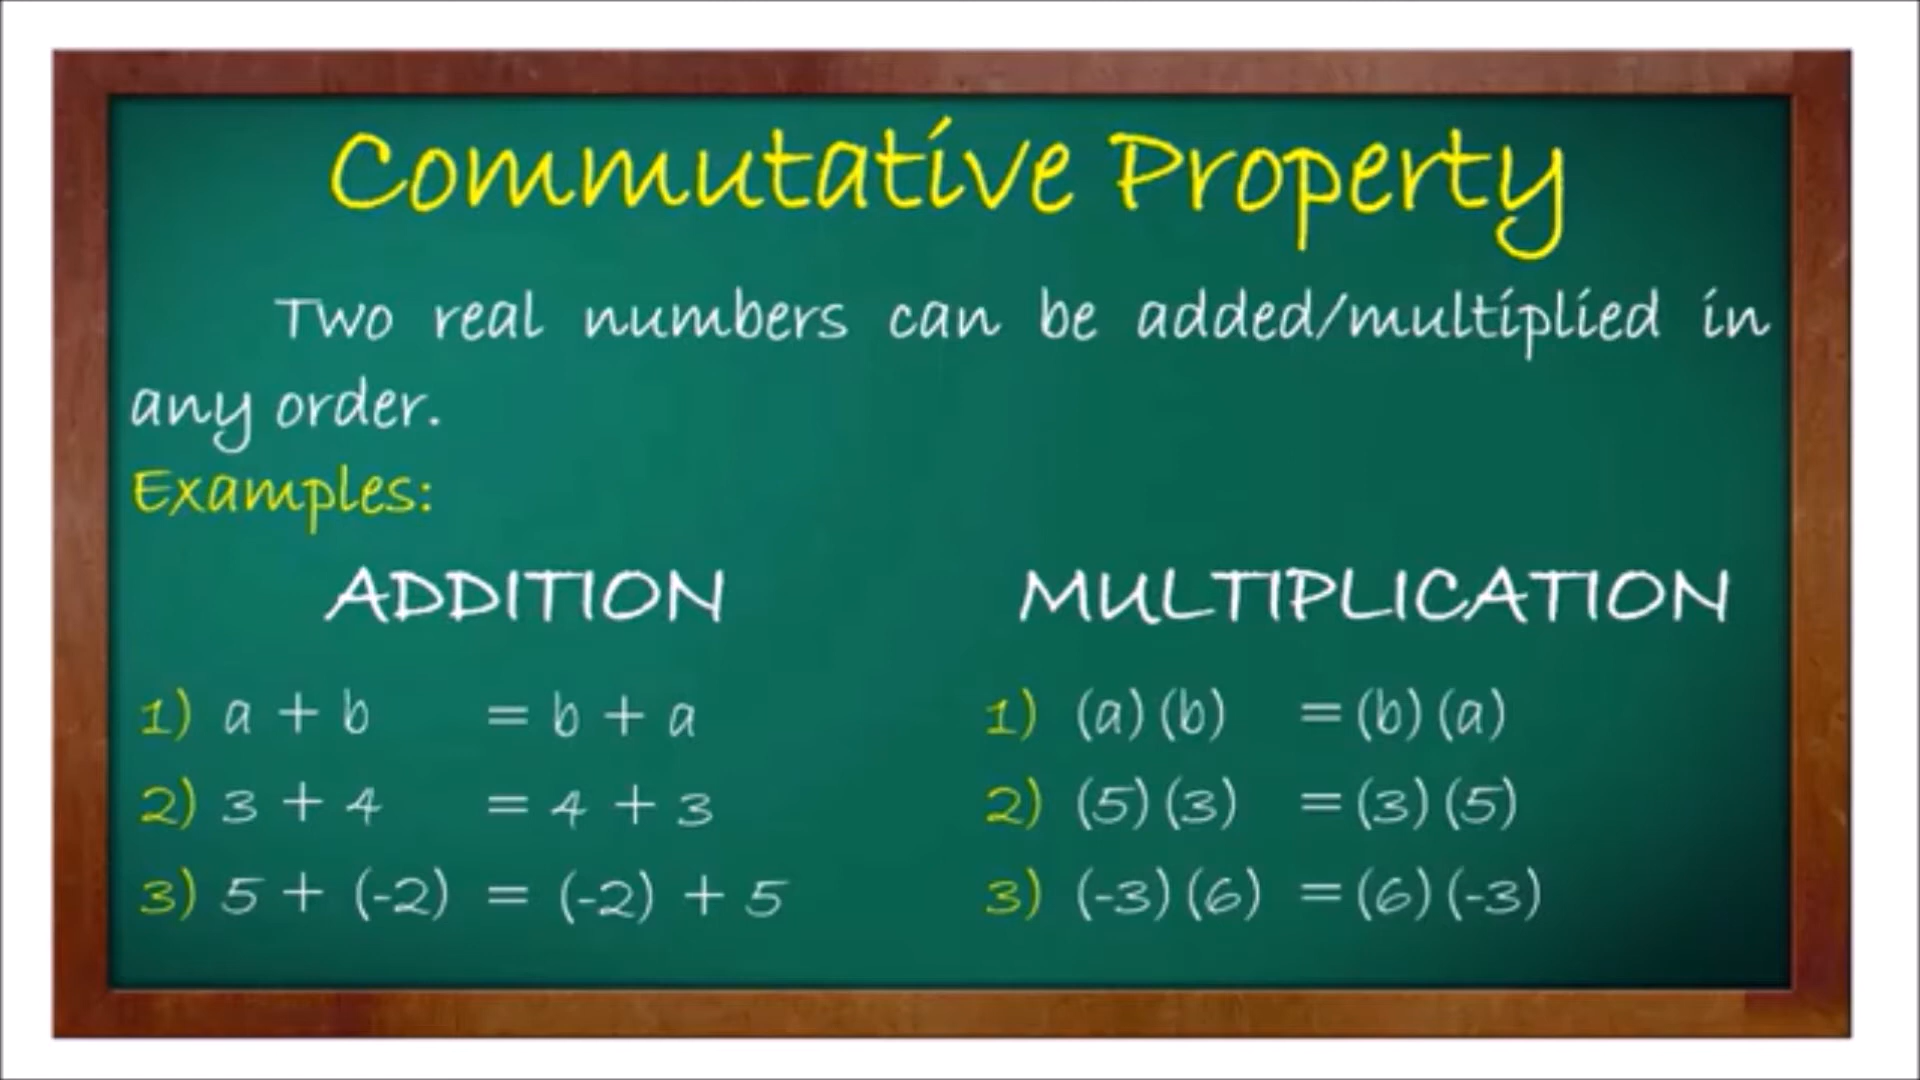 Commutative Property
Two real numbers can be added/multiplied in
any order.
Examples:
ADDITION MULTIPLICATION
1) a + b = b + a 1) (a)(b) =(b)(a)
2) 3 + 4 = 4 + 3 2) (5)(3) =(3)(5)
3) 5 + (-2) = (-2) + 5 3) (-3)(6) =(6)(-3)